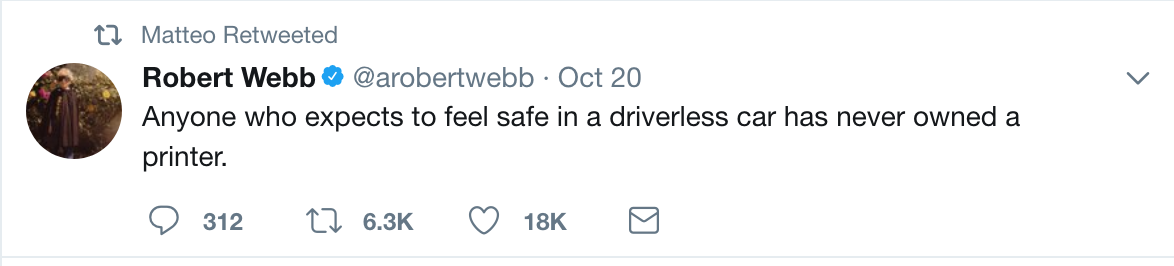 Matteo Retweeted
Robert Webb @arobertwebb · Oct 20
Anyone who expects to feel safe in a driverless car has never owned a
printer.
312 6.3K 18K